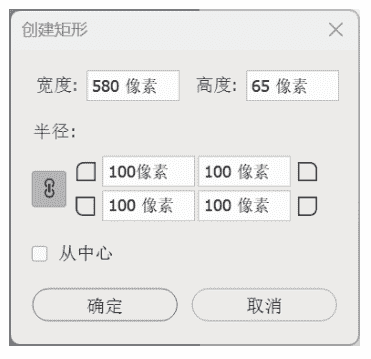 创建矩形
宽度: 580 像素 高度: 65 像素
半径:
100像素 100 像素
100 像素 100 像素
从中心
确定 取消